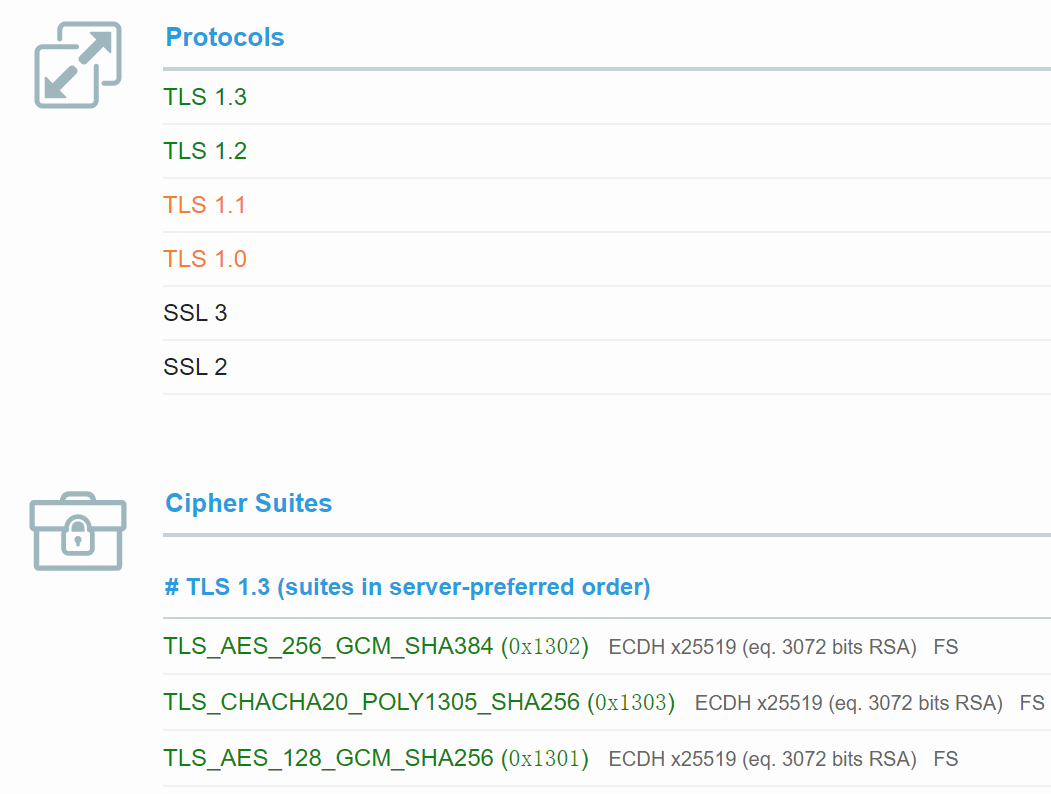 Protocols
TLS 1.3
TLS 1.2
TLS 1.1
TLS 1.0
SSL 3
SSL 2
Cipher Suites
# TLS 1.3 (suites in server-preferred order)
TLS_AES_256_GCM_SHA384 (0x1302) ECDH x25519 (eq. 3072 bits RSA) FS
TLS_CHACHA20_POLY1305_SHA256 (0x1303) ECDH x25519 (eq. 3072 bits RSA) FS
TLS_AES_128_GCM_SHA256 (0x1301) ECDH x25519 (eq. 3072 bits RSA) FS